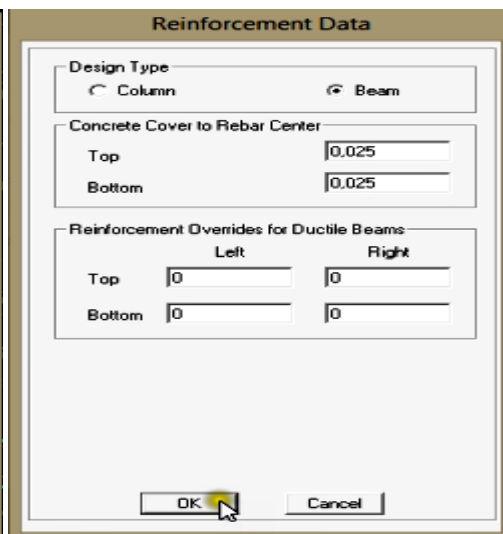 Reinforcement Data
Design Type
Column Beam
Concrete Cover to Rebar Center
Top 0.025
Bottom 0.025
Reinforcement Overrides for Ductile Beams
Left Right
Top 0 0
Bottom 0 0
OK Cancel